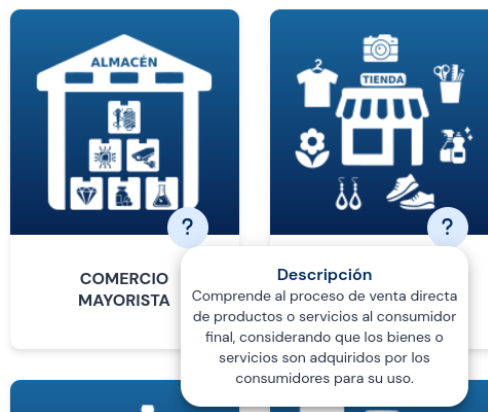 ALMACÉN
TIENDA
?
?
COMERCIO
MAYORISTA
Descripción
Comprende al proceso de venta directa
de productos o servicios al consumidor
final, considerando que los bienes o
servicios son adquiridos por los
consumidores para su uso.